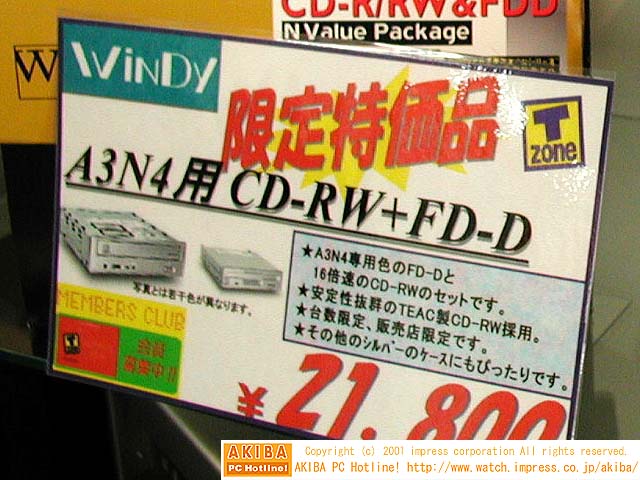 CD-R/RW&FDD
N Value Package
W
WiNDy
限定特価品
T
zone
A3N4用 CD-RW+FD-D
★A3N4専用色のFD-Dと
16倍速のCD-RWのセットです。
★安定性抜群のTEAC製CD-RW採用。
★台数限定、販売店限定です。
★その他のシルバーのケースにもぴったりです。
写真とは若干色が異なります。
MEMBERS CLUB
T
会員
募集中!!
21,800
AKIBA
PC Hotline!
Copyright (c) 2001 impress corporation All rights reserved.
AKIBA PC Hotline! http://www.watch.impress.co.jp/akiba/